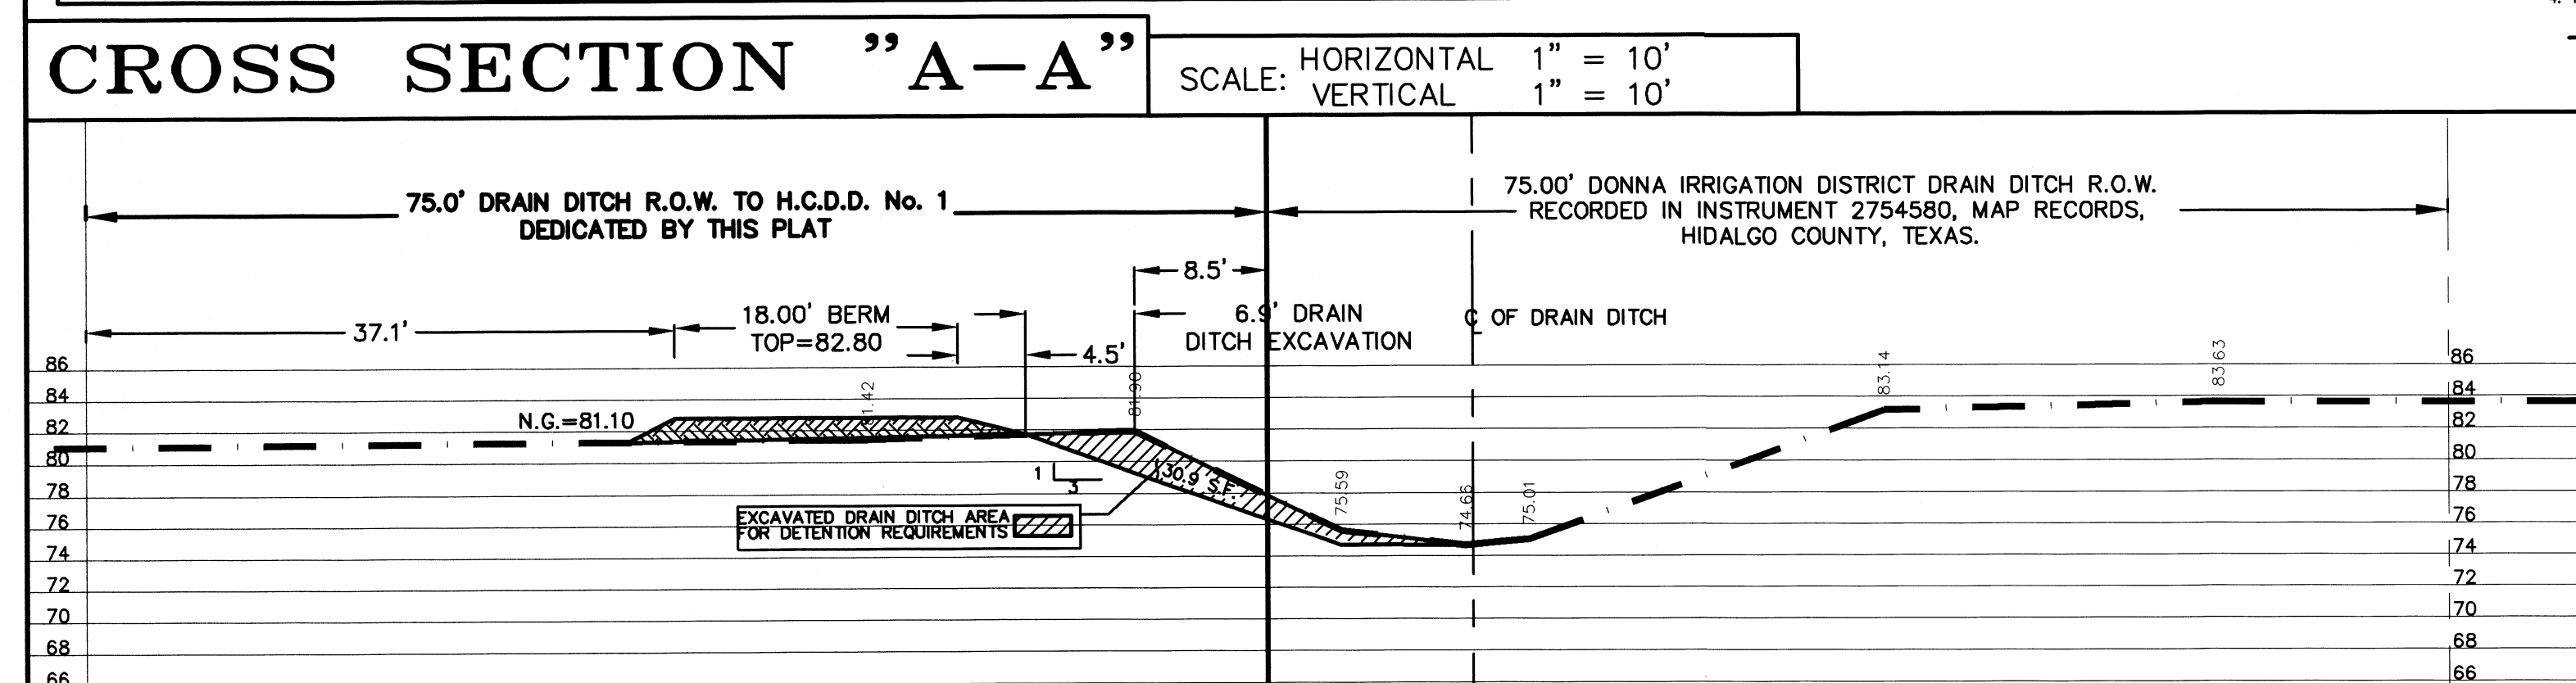 CROSS SECTION "A-A"
SCALE: HORIZONTAL 1" = 10'
VERTICAL 1" = 10'
75.0' DRAIN DITCH R.O.W. TO H.C.D.D. No. 1
DEDICATED BY THIS PLAT
75.00' DONNA IRRIGATION DISTRICT DRAIN DITCH R.O.W.
RECORDED IN INSTRUMENT 2754580, MAP RECORDS,
HIDALGO COUNTY, TEXAS.
8.5'
37.1'
18.00' BERM
TOP=82.80
4.5'
6.9' DRAIN
DITCH EXCAVATION
℄ OF DRAIN DITCH
86
84
82
80
78
76
74
72
70
68
66
N.G.=81.10
81.42
81.90
1
3
30.9 S.F.
EXCAVATED DRAIN DITCH AREA
FOR DETENTION REQUIREMENTS
75.59
74.66
75.01
83.14
83.63
86
84
82
80
78
76
74
72
70
68
66